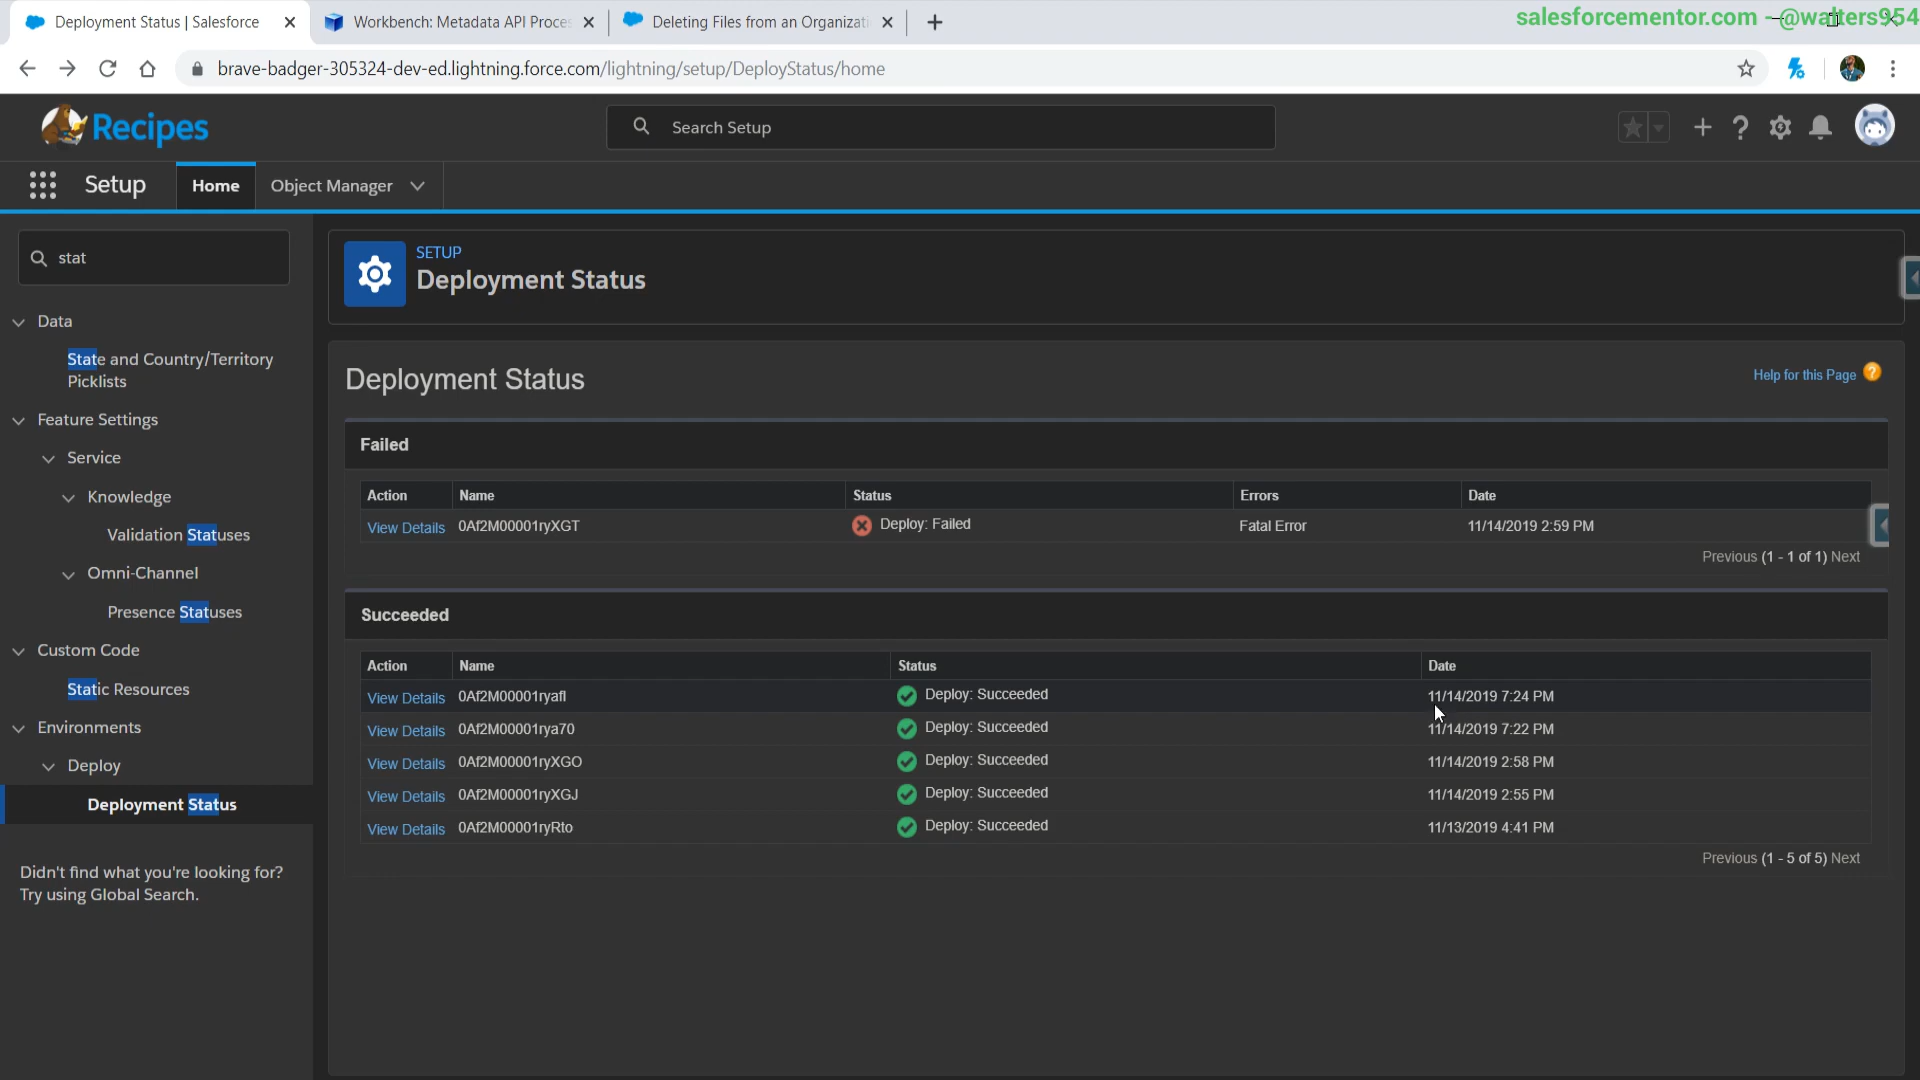 Deployment Status | Salesforce
Workbench: Metadata API Proces
Deleting Files from an Organizati
salesforcementor.com - @walters954
brave-badger-305324-dev-ed.lightning.force.com/lightning/setup/DeployStatus/home
Recipes
Search Setup
Setup
Home
Object Manager
stat
SETUP
Deployment Status
Data
State and Country/Territory
Picklists
Feature Settings
Service
Knowledge
Validation Statuses
Omni-Channel
Presence Statuses
Custom Code
Static Resources
Environments
Deploy
Deployment Status
Didn't find what you're looking for?
Try using Global Search.
Deployment Status
Help for this Page ?
Failed
Action Name Status Errors Date
View Details 0Af2M00001ryXGT Deploy: Failed Fatal Error 11/14/2019 2:59 PM
Previous (1 - 1 of 1) Next
Succeeded
Action Name Status Date
View Details 0Af2M00001ryafl Deploy: Succeeded 11/14/2019 7:24 PM
View Details 0Af2M00001rya70 Deploy: Succeeded 11/14/2019 7:22 PM
View Details 0Af2M00001ryXGO Deploy: Succeeded 11/14/2019 2:58 PM
View Details 0Af2M00001ryXGJ Deploy: Succeeded 11/14/2019 2:55 PM
View Details 0Af2M00001ryRto Deploy: Succeeded 11/13/2019 4:41 PM
Previous (1 - 5 of 5) Next